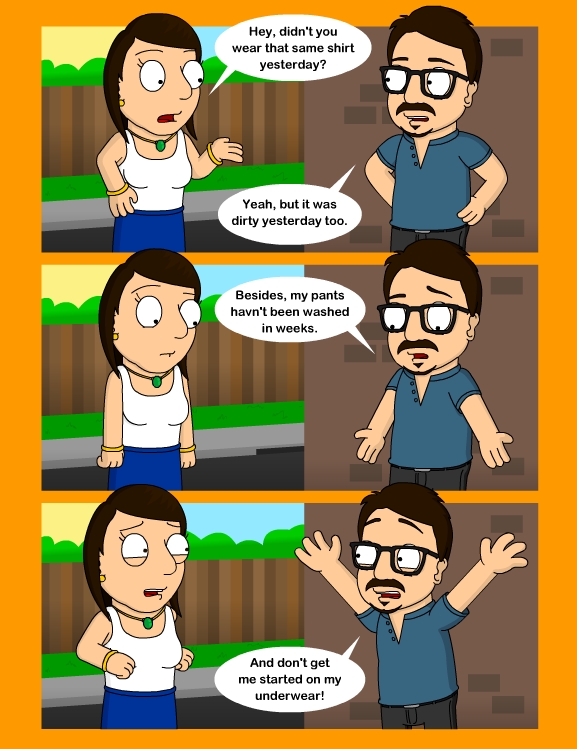 Hey, didn't you
wear that same shirt
yesterday?
Yeah, but it was
dirty yesterday too.
Besides, my pants
havn't been washed
in weeks.
And don't get
me started on my
underwear!